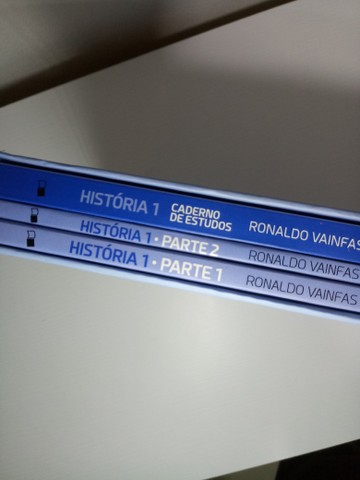 HISTÓRIA 1 CADERNO DE ESTUDOS RONALDO VAINFAS
HISTÓRIA 1 • PARTE 2 RONALDO VAINFAS
HISTÓRIA 1 • PARTE 1 RONALDO VAINFAS